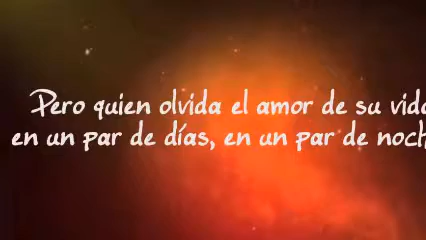 Pero quien olvida el amor de su vida
en un par de días, en un par de noch